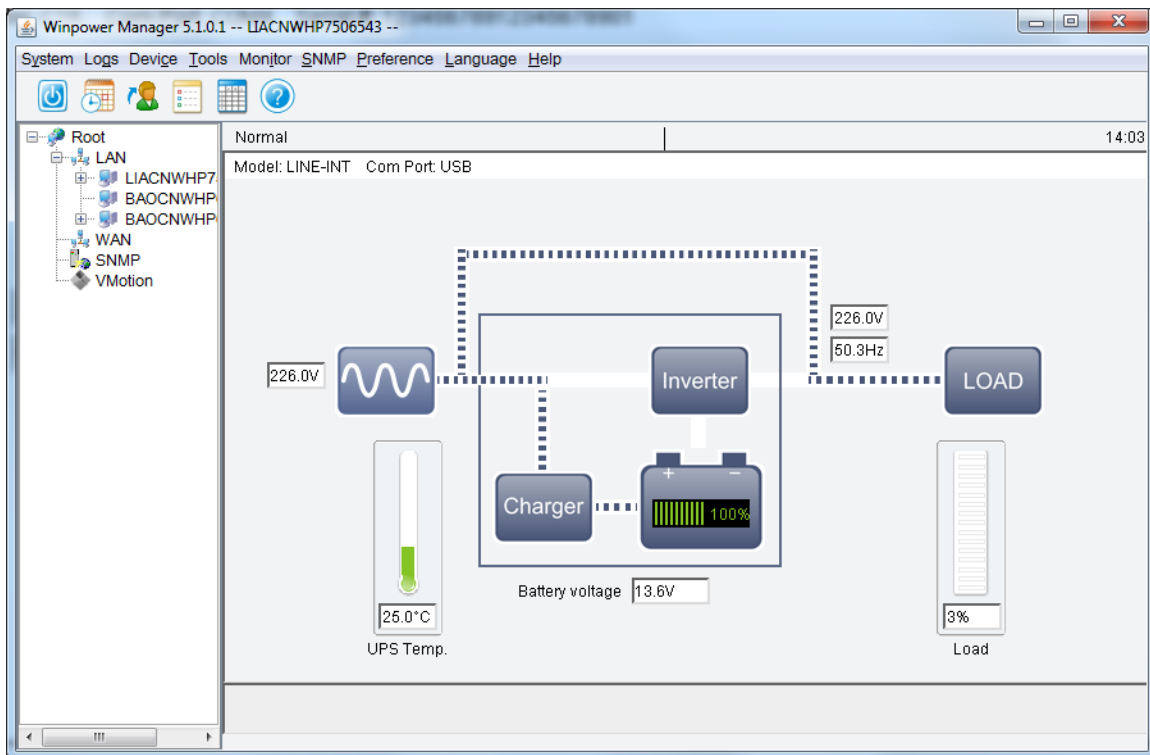 Winpower Manager 5.1.0.1 -- LIACNWHP7506543 --
System Logs Device Tools Monitor SNMP Preference Language Help
Root
LAN
LIACNWHP7
BAOCNWHP
BAOCNWHP
WAN
SNMP
VMotion
Normal 14:03
Model: LINE-INT Com Port: USB
226.0V
50.3Hz
226.0V
Inverter
LOAD
Charger
+ −
100%
Battery voltage 13.6V
25.0°C
UPS Temp.
3%
Load